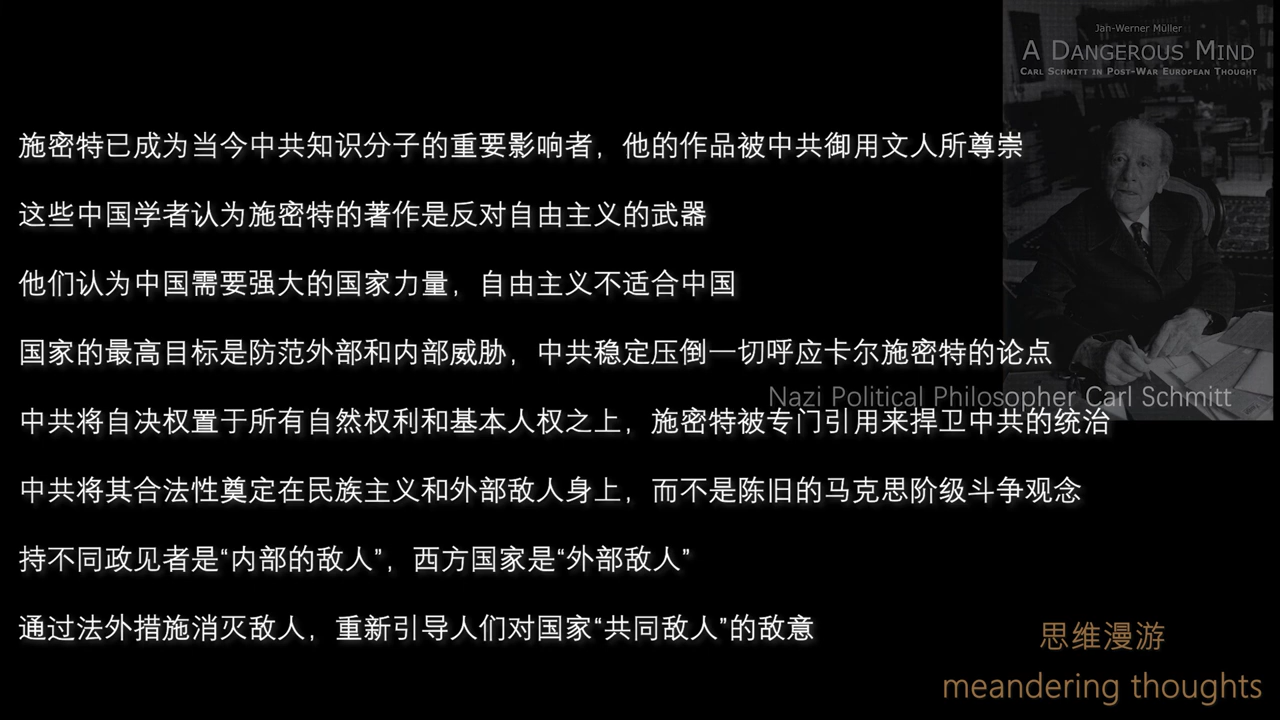 Jan-Werner Müller
A DANGEROUS MIND
CARL SCHMITT IN POST-WAR EUROPEAN THOUGHT
施密特已成为当今中共知识分子的重要影响者，他的作品被中共御用文人所尊崇
这些中国学者认为施密特的著作是反对自由主义的武器
他们认为中国需要强大的国家力量，自由主义不适合中国
国家的最高目标是防范外部和内部威胁，中共稳定压倒一切呼应卡尔施密特的论点
Nazi Political Philosopher Carl Schmitt
中共将自决权置于所有自然权利和基本人权之上，施密特被专门引用来捍卫中共的统治
中共将其合法性奠定在民族主义和外部敌人身上，而不是陈旧的马克思阶级斗争观念
持不同政见者是“内部的敌人”，西方国家是“外部敌人”
通过法外措施消灭敌人，重新引导人们对国家“共同敌人”的敌意
思维漫游
meandering thoughts